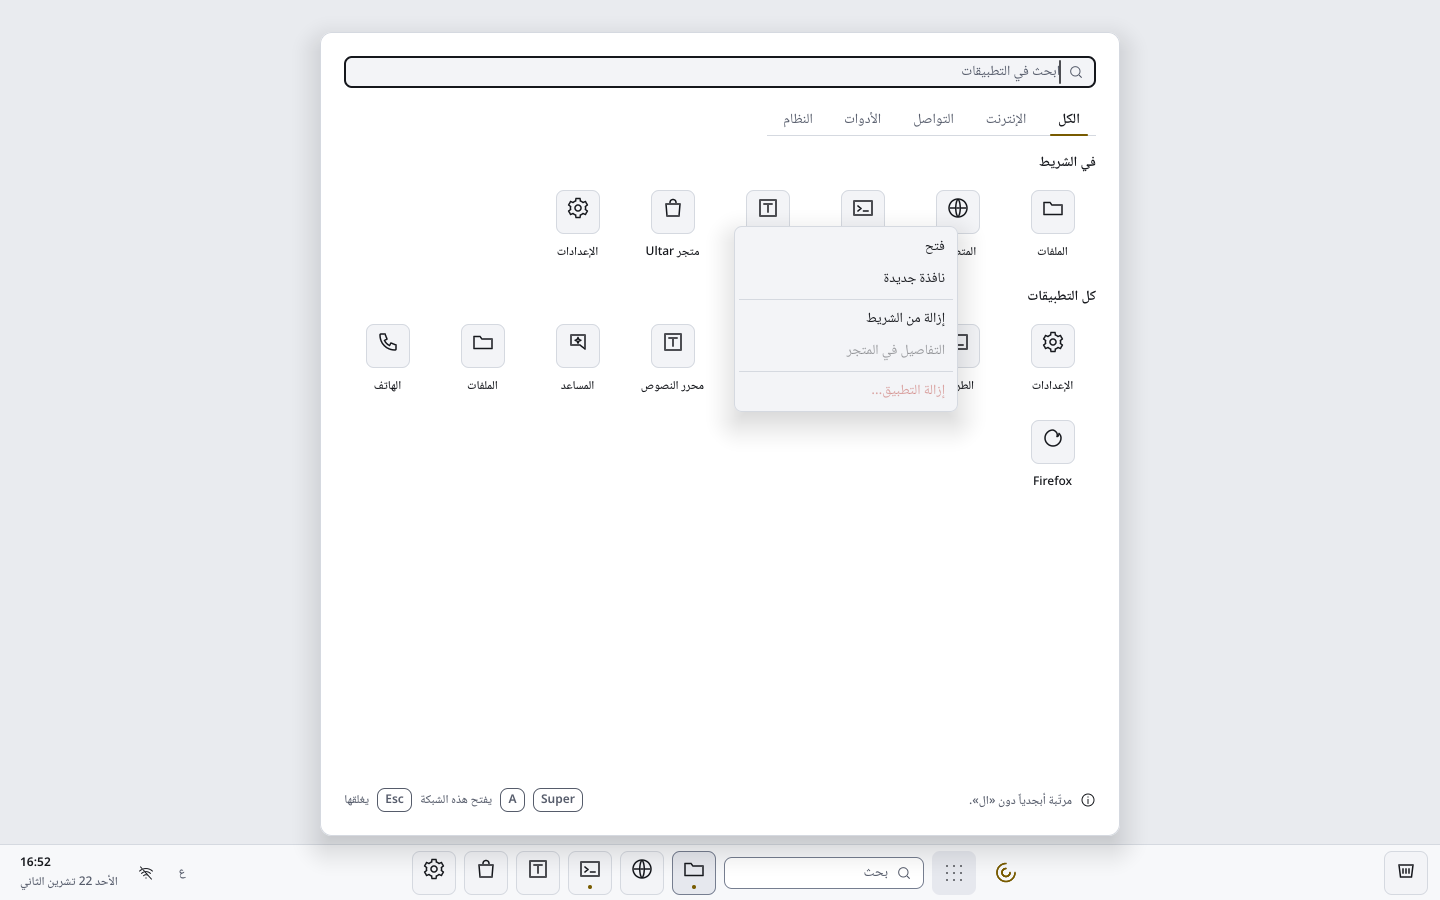 ابحث في التطبيقات
الكل
الإنترنت
التواصل
الأدوات
النظام
في الشريط
الملفات
متجر Ultar
الإعدادات
فتح
نافذة جديدة
إزالة من الشريط
التفاصيل في المتجر
إزالة التطبيق...
كل التطبيقات
الإعدادات
محرر النصوص
المساعد
الملفات
الهاتف
Firefox
مرتّبة أبجدياً دون «ال».
Super A يفتح هذه الشبكة Esc يغلقها
بحث
ع
16:52
الأحد 22 تشرين الثاني